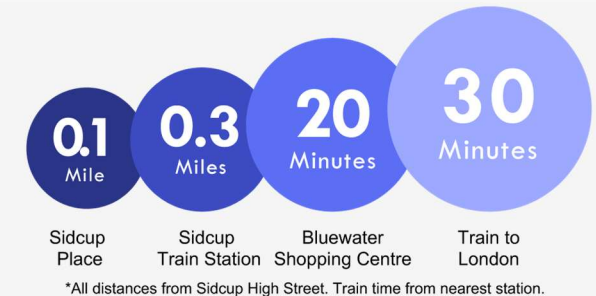 0.1
Mile
0.3
Miles
20
Minutes
30
Minutes
Sidcup
Place
Sidcup
Train Station
Bluewater
Shopping Centre
Train to
London
*All distances from Sidcup High Street. Train time from nearest station.